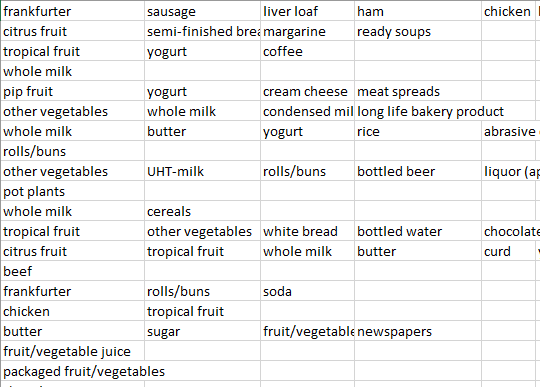 frankfurter sausage liver loaf ham chicken
citrus fruit semi-finished margarine ready soups
tropical fruit yogurt coffee
whole milk
pip fruit yogurt cream cheese meat spreads
other vegetables whole milk condensed long life bakery product
whole milk butter yogurt rice abrasive
rolls/buns
other vegetables UHT-milk rolls/buns bottled beer liquor
pot plants
whole milk cereals
tropical fruit other vegetables white bread bottled water chocolate
citrus fruit tropical fruit whole milk butter curd
beef
frankfurter rolls/buns soda
chicken tropical fruit
butter sugar fruit/vegetable newspapers
fruit/vegetable juice
packaged fruit/vegetables